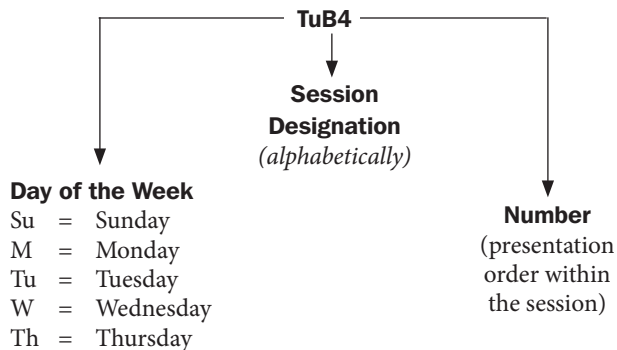 TuB4
Session
Designation
(alphabetically)
Day of the Week
Su = Sunday
M = Monday
Tu = Tuesday
W = Wednesday
Th = Thursday
Number
(presentation
order within
the session)